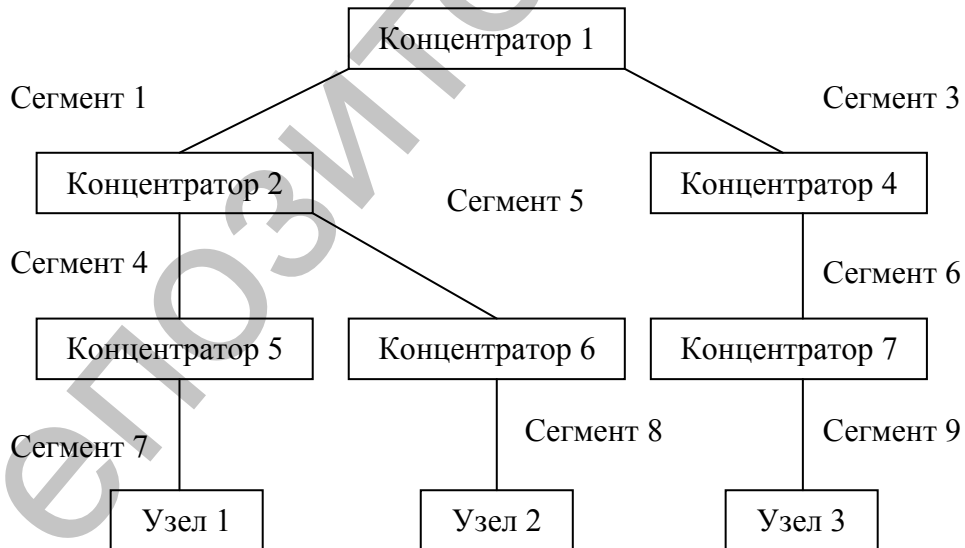 Концентратор 1
Сегмент 1
Сегмент 3
Концентратор 2
Сегмент 5
Концентратор 4
Сегмент 4
Сегмент 6
Концентратор 5
Концентратор 6
Концентратор 7
Сегмент 7
Сегмент 8
Сегмент 9
Узел 1
Узел 2
Узел 3
епозито